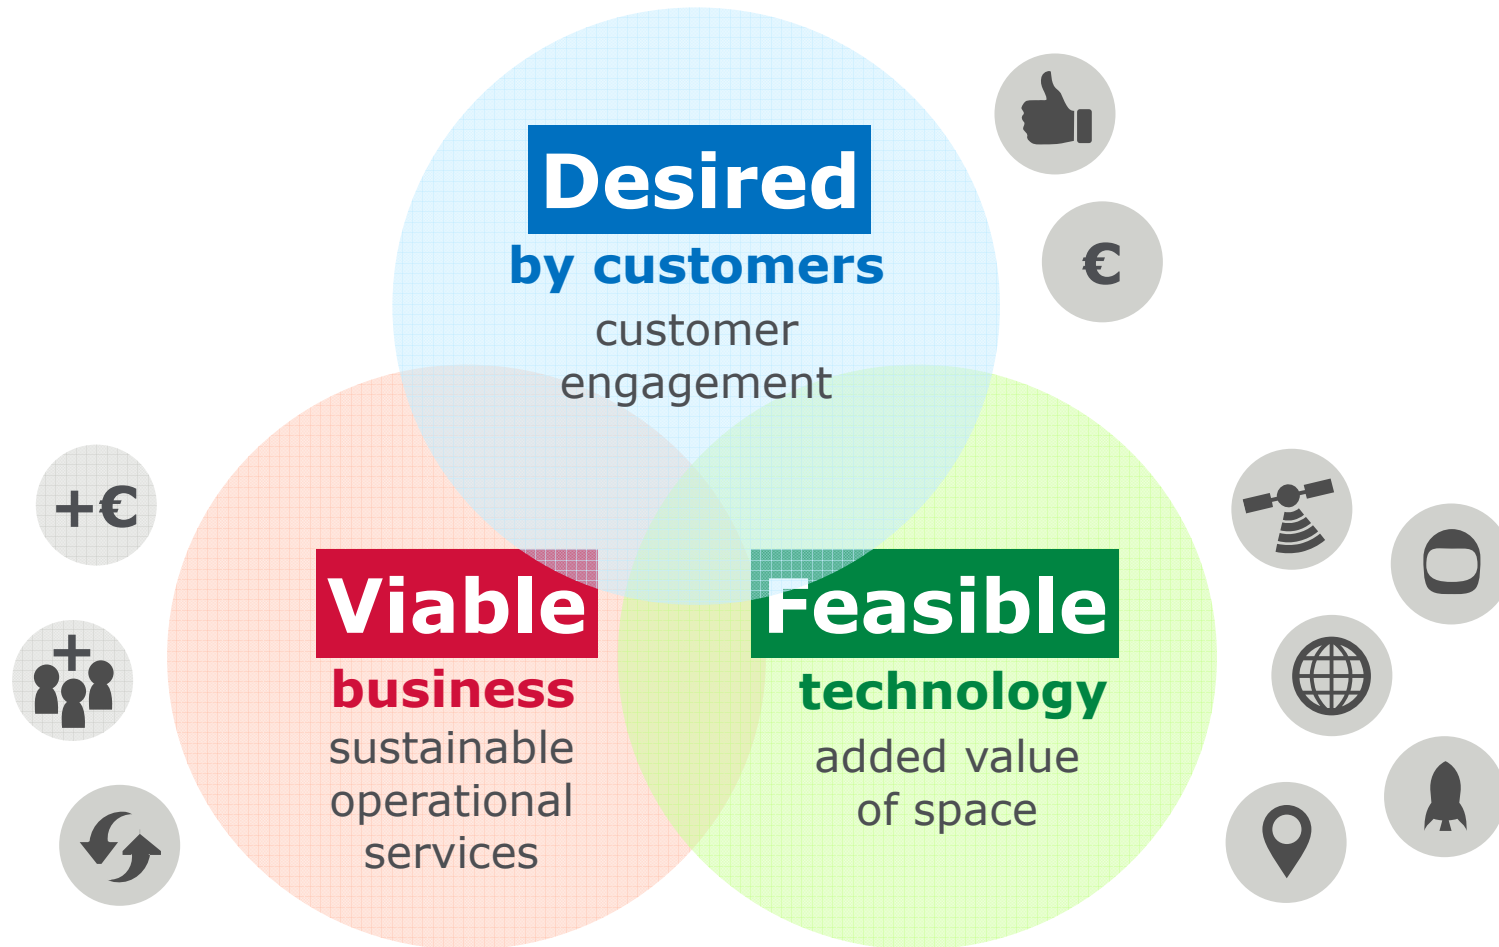 Desired
by customers
customer
engagement
€
+€
Viable
business
sustainable
operational
services
Feasible
technology
added value
of space